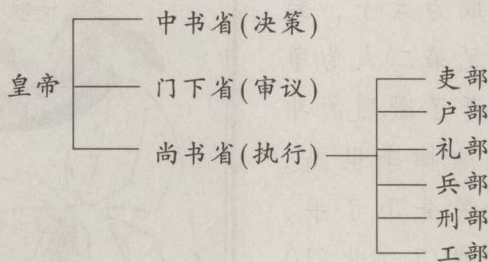 中书省(决策)
皇帝
门下省(审议)
尚书省(执行)
吏部
户部
礼部
兵部
刑部
工部